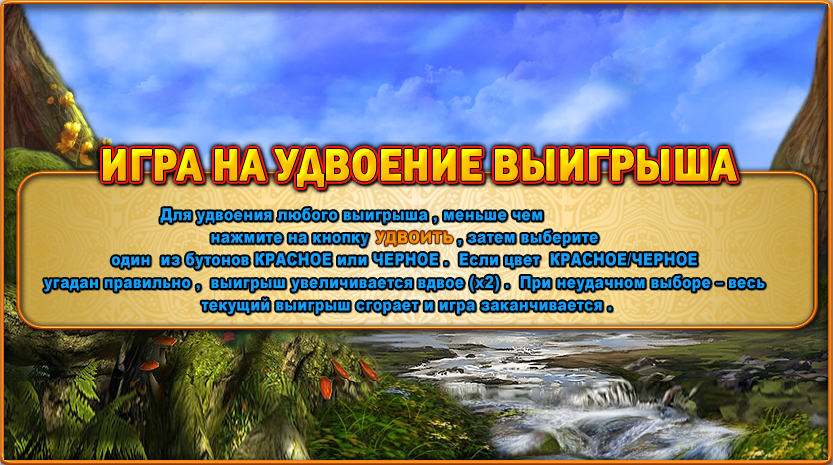 ИГРА НА УДВОЕНИЕ ВЫИГРЫША
Для удвоения любого выигрыша , меньше чем
нажмите на кнопку УДВОИТЬ , затем выберите
один из бутонов КРАСНОЕ или ЧЕРНОЕ . Если цвет КРАСНОЕ/ЧЕРНОЕ
угадан правильно , выигрыш увеличивается вдвое (x2) . При неудачном выборе – весь
текущий выигрыш сгорает и игра заканчивается .